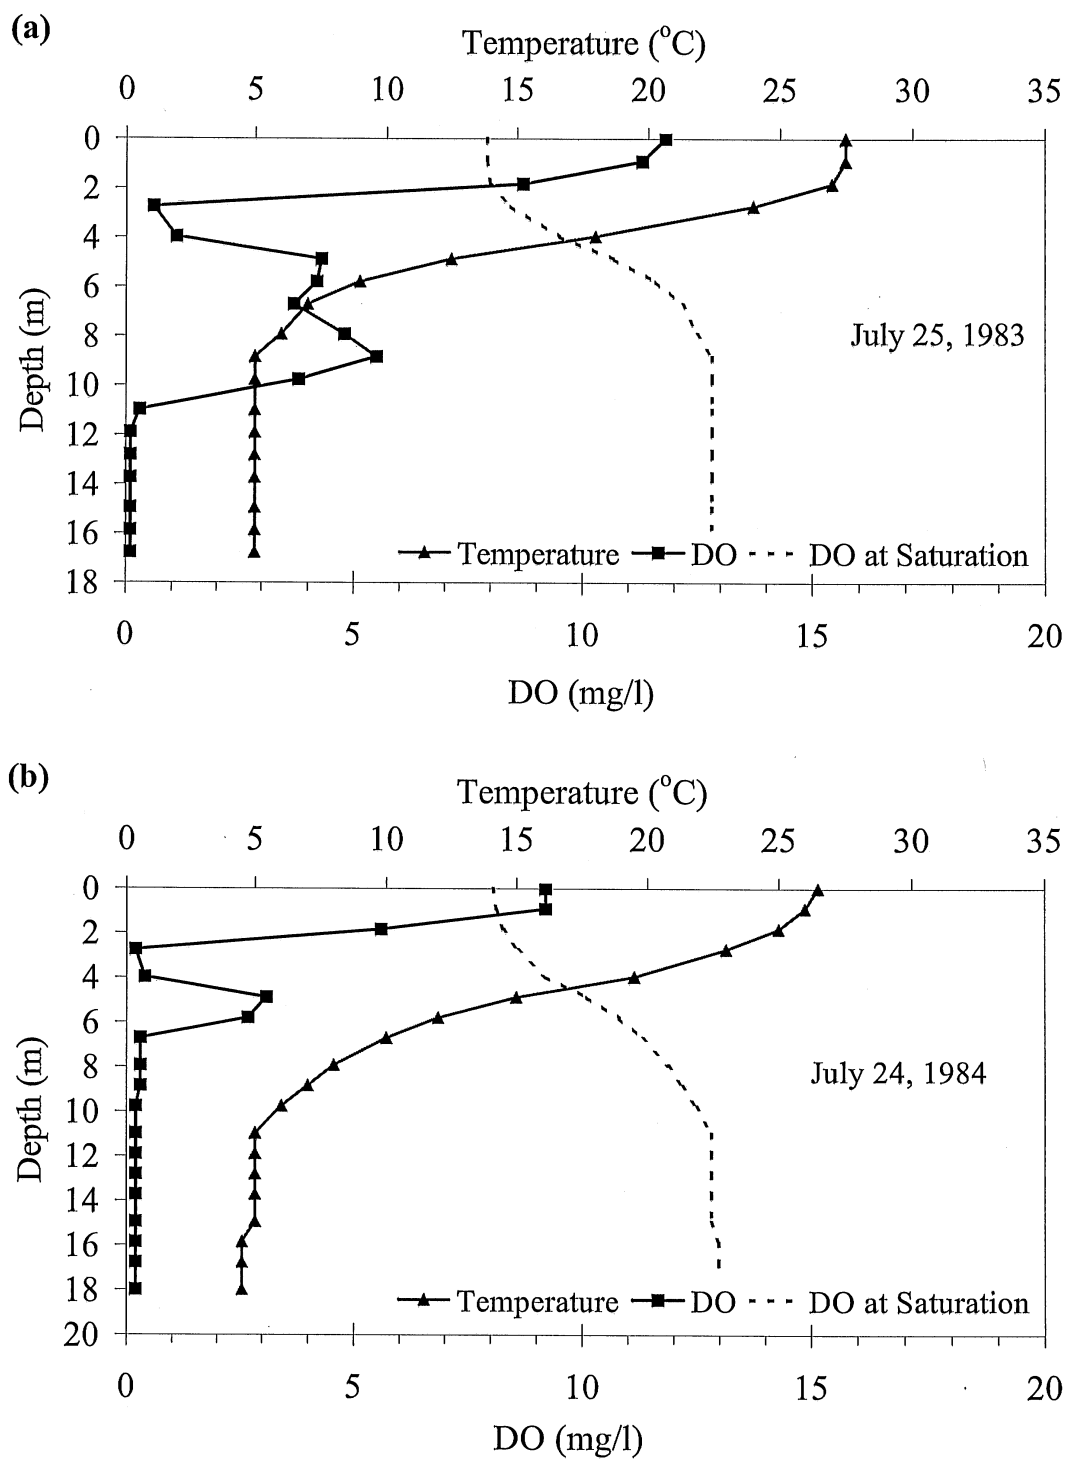 (a)
Temperature (°C)
0 5 10 15 20 25 30 35
0
2
4
6
8
10
12
14
16
18
Depth (m)
July 25, 1983
Temperature DO DO at Saturation
0 5 10 15 20
DO (mg/l)
(b)
Temperature (°C)
0 5 10 15 20 25 30 35
0
2
4
6
8
10
12
14
16
18
20
Depth (m)
July 24, 1984
Temperature DO DO at Saturation
0 5 10 15 20
DO (mg/l)